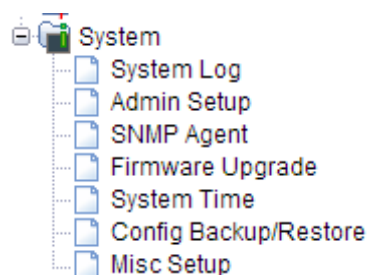 System
System Log
Admin Setup
SNMP Agent
Firmware Upgrade
System Time
Config Backup/Restore
Misc Setup